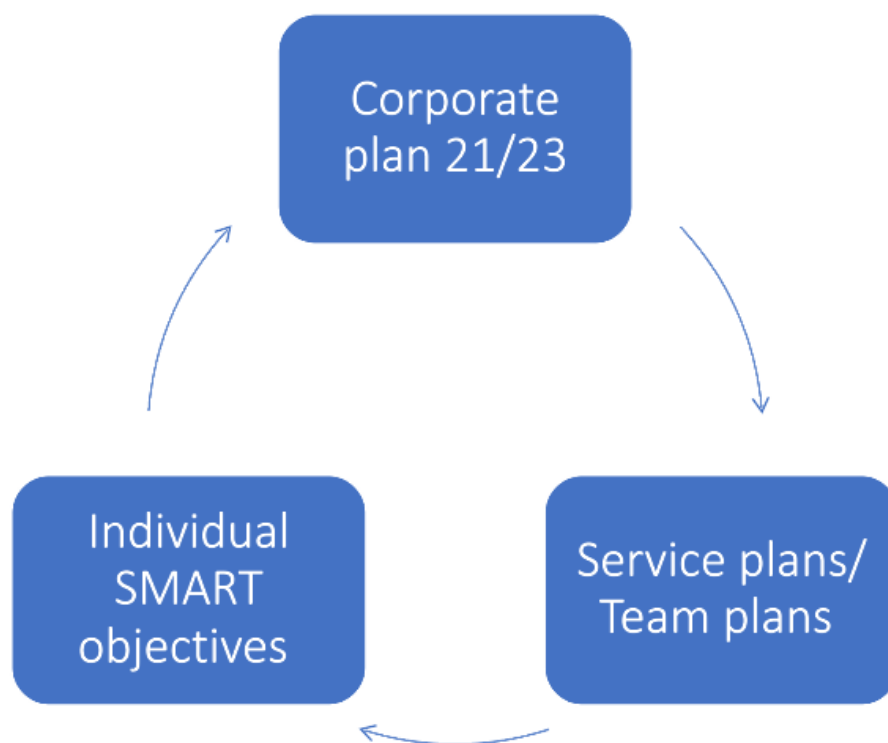 Corporate
plan 21/23
Individual
SMART
objectives
Service plans/
Team plans